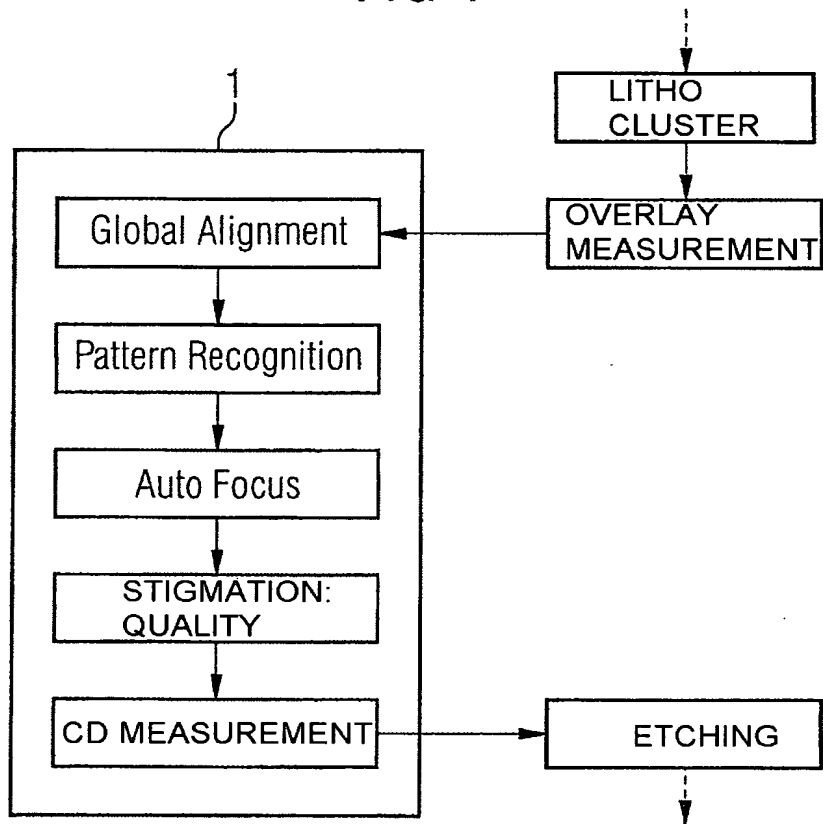 1
LITHO
CLUSTER
Global Alignment
OVERLAY
MEASUREMENT
Pattern Recognition
Auto Focus
STIGMATION:
QUALITY
CD MEASUREMENT
ETCHING